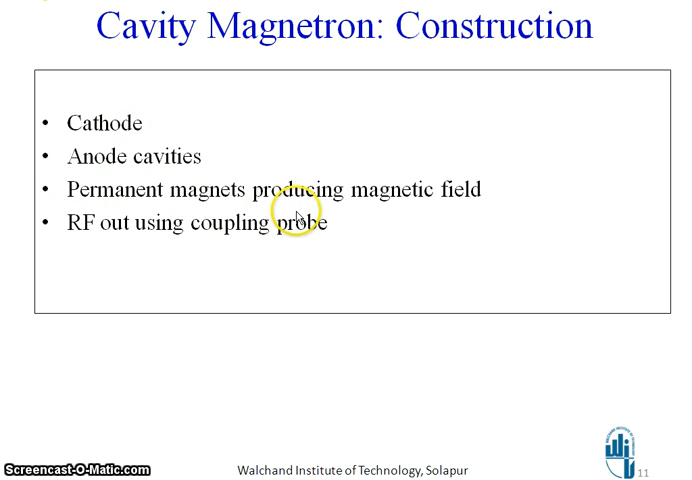 Cavity Magnetron: Construction
• Cathode
• Anode cavities
• Permanent magnets producing magnetic field
• RF out using coupling probe
Screencast-O-Matic.com
Walchand Institute of Technology, Solapur
11